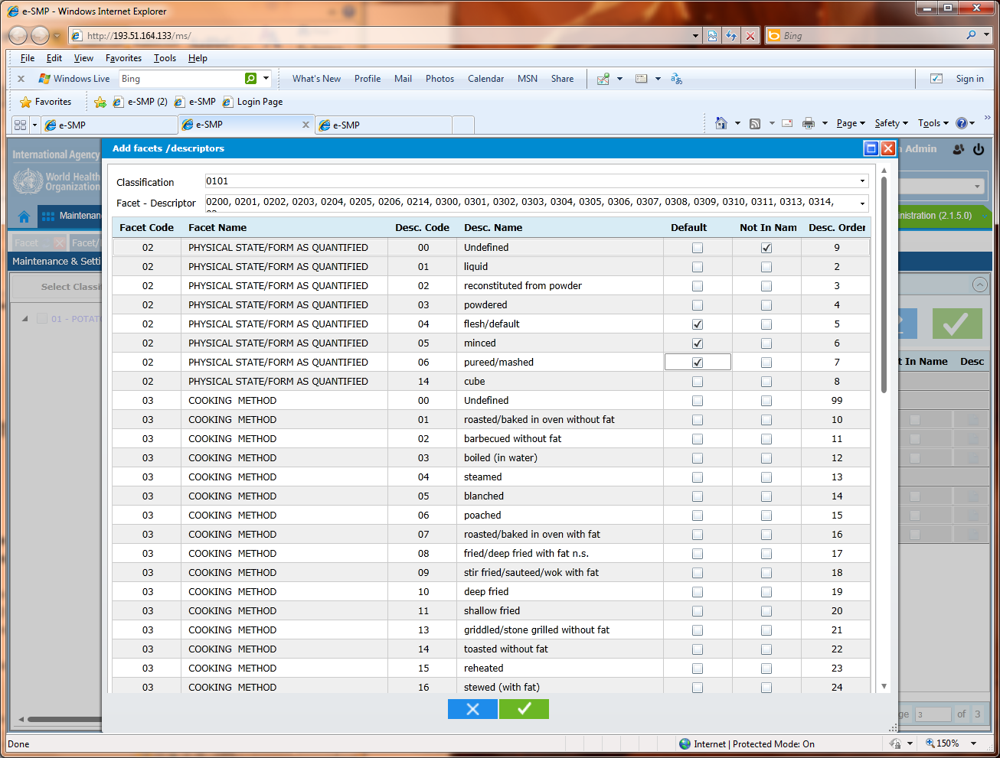 e-SMP - Windows Internet Explorer
http://193.51.164.133/ms/
Bing
File Edit View Favorites Tools Help
Windows Live Bing What's New Profile Mail Photos Calendar MSN Share Sign in
Favorites e-SMP (2) e-SMP Login Page
e-SMP e-SMP e-SMP Page Safety Tools
International Agency
World Health
Organization
Admin
Maintenan
nistration (2.1.5.0)
Facet Facet/
Maintenance & Setti
Select Classif
01 - POTAT
t In Name Desc
Add facets /descriptors
Classification 0101
Facet - Descriptor 0200, 0201, 0202, 0203, 0204, 0205, 0206, 0214, 0300, 0301, 0302, 0303, 0304, 0305, 0306, 0307, 0308, 0309, 0310, 0311, 0313, 0314,
Facet Code Facet Name Desc. Code Desc. Name Default Not In Nam Desc. Order
02 PHYSICAL STATE/FORM AS QUANTIFIED 00 Undefined 9
02 PHYSICAL STATE/FORM AS QUANTIFIED 01 liquid 2
02 PHYSICAL STATE/FORM AS QUANTIFIED 02 reconstituted from powder 3
02 PHYSICAL STATE/FORM AS QUANTIFIED 03 powdered 4
02 PHYSICAL STATE/FORM AS QUANTIFIED 04 flesh/default 5
02 PHYSICAL STATE/FORM AS QUANTIFIED 05 minced 6
02 PHYSICAL STATE/FORM AS QUANTIFIED 06 pureed/mashed 7
02 PHYSICAL STATE/FORM AS QUANTIFIED 14 cube 8
03 COOKING METHOD 00 Undefined 99
03 COOKING METHOD 01 roasted/baked in oven without fat 10
03 COOKING METHOD 02 barbecued without fat 11
03 COOKING METHOD 03 boiled (in water) 12
03 COOKING METHOD 04 steamed 13
03 COOKING METHOD 05 blanched 14
03 COOKING METHOD 06 poached 15
03 COOKING METHOD 07 roasted/baked in oven with fat 16
03 COOKING METHOD 08 fried/deep fried with fat n.s. 17
03 COOKING METHOD 09 stir fried/sauteed/wok with fat 18
03 COOKING METHOD 10 deep fried 19
03 COOKING METHOD 11 shallow fried 20
03 COOKING METHOD 13 griddled/stone grilled without fat 21
03 COOKING METHOD 14 toasted without fat 22
03 COOKING METHOD 15 reheated 23
03 COOKING METHOD 16 stewed (with fat) 24
ge 3 of 3
Done Internet | Protected Mode: On 150%